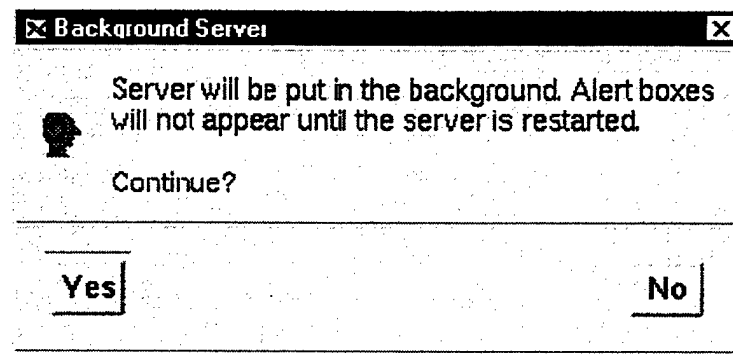 Background Server
Server will be put in the background. Alert boxes
will not appear until the server is restarted.
Continue?
Yes
No